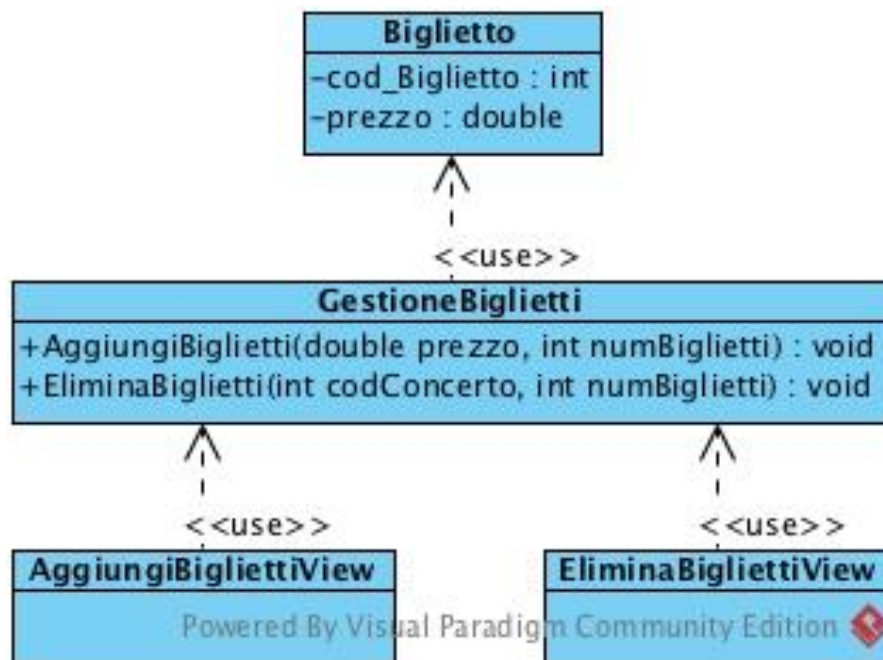 Biglietto
-cod_Biglietto : int
-prezzo : double
<<use>>
GestioneBiglietti
+AggiungiBiglietti(double prezzo, int numBiglietti) : void
+EliminaBiglietti(int codConcerto, int numBiglietti) : void
<<use>> <<use>>
AggiungiBigliettiView EliminaBigliettiView
Powered By Visual Paradigm Community Edition